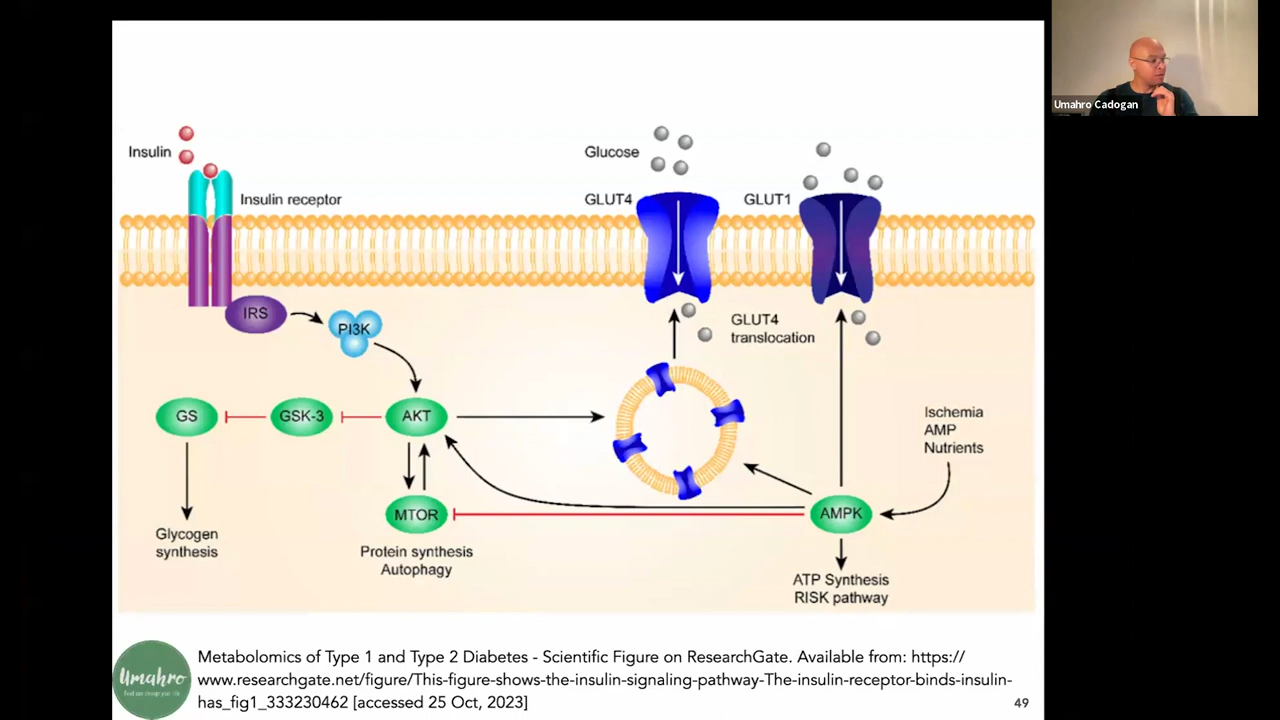 Umahro Cadogan
Insulin
Glucose
Insulin receptor
GLUT4
GLUT1
IRS
PI3K
GLUT4
translocation
GS
GSK-3
AKT
Ischemia
AMP
Nutrients
MTOR
AMPK
Glycogen
synthesis
Protein synthesis
Autophagy
ATP Synthesis
RISK pathway
Umahro
Metabolomics of Type 1 and Type 2 Diabetes - Scientific Figure on ResearchGate. Available from: https://
www.researchgate.net/figure/This-figure-shows-the-insulin-signaling-pathway-The-insulin-receptor-binds-insulin-
has_fig1_333230462 [accessed 25 Oct, 2023]
49